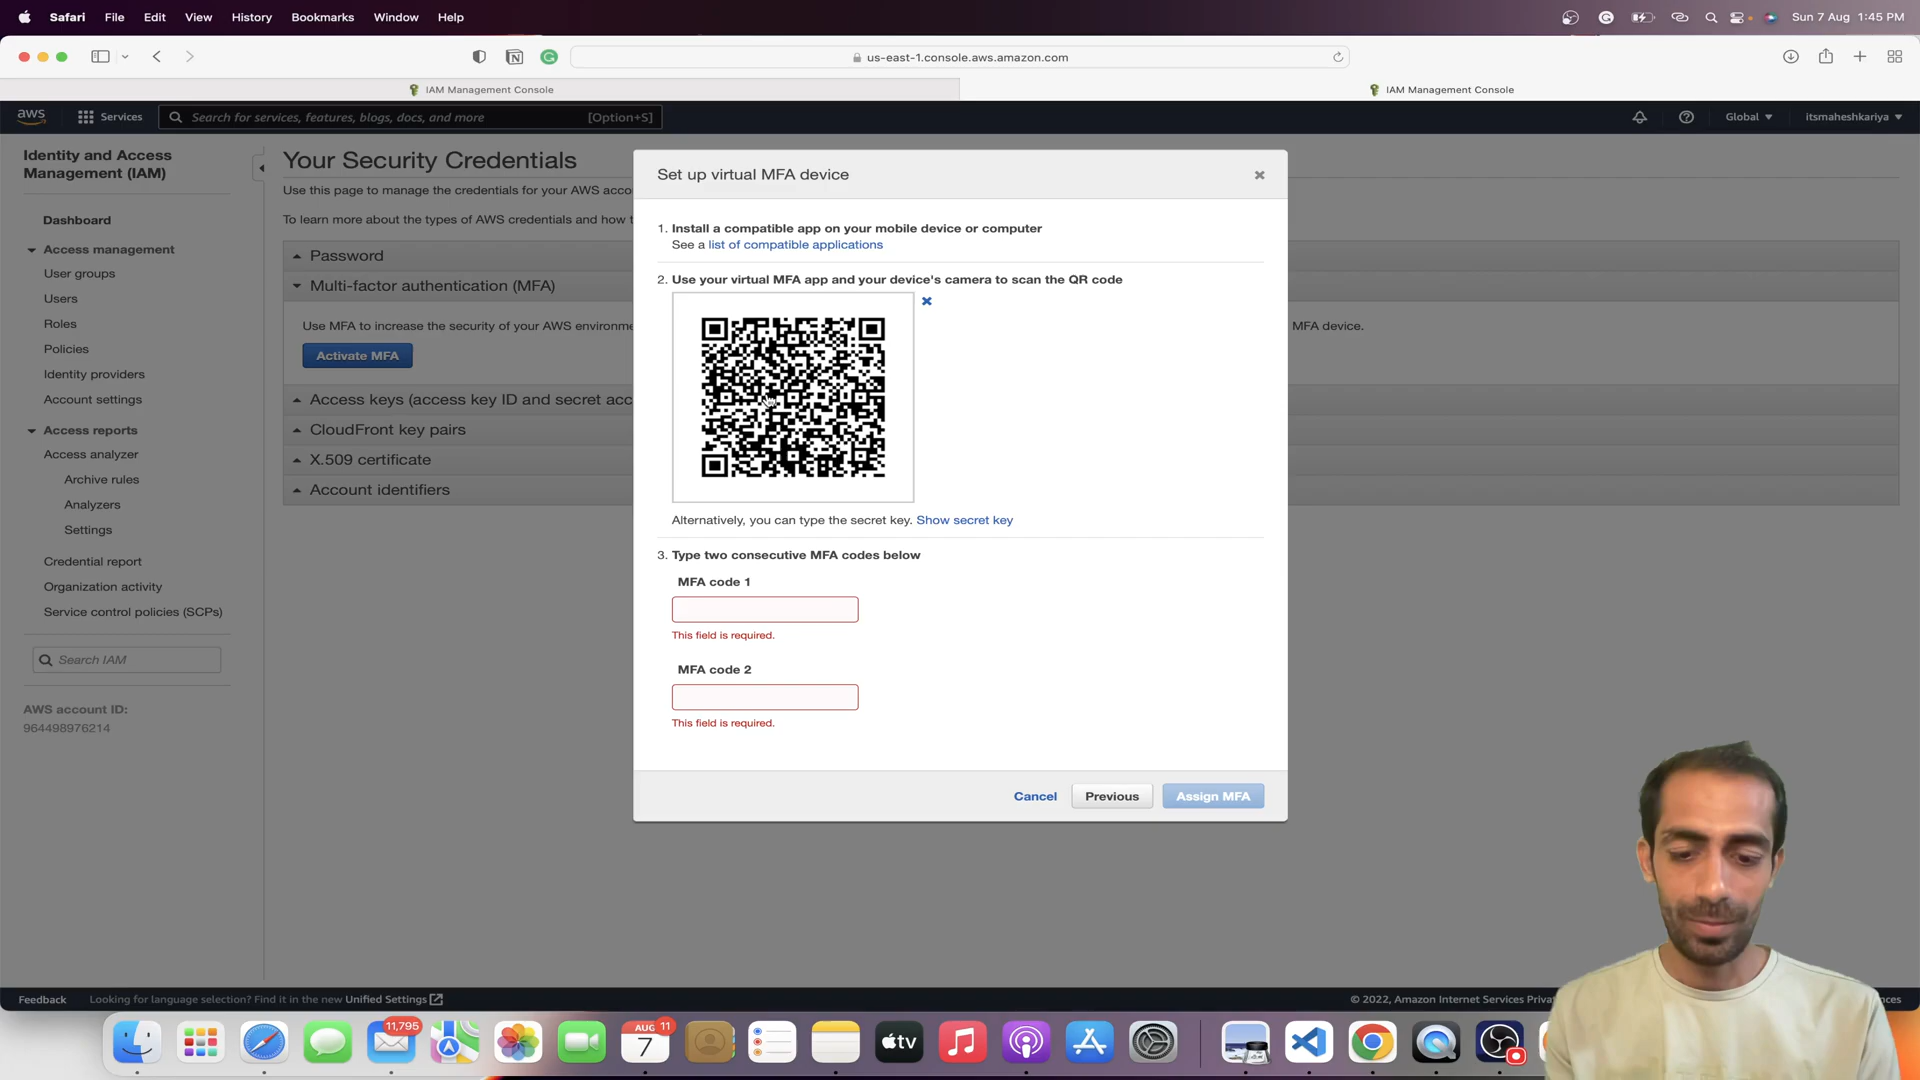 Safari File Edit View History Bookmarks Window Help
Sun 7 Aug 1:45 PM
us-east-1.console.aws.amazon.com
IAM Management Console
IAM Management Console
aws
Services
Search for services, features, blogs, docs, and more
[Option+S]
Global
itsmaheshkariya
Identity and Access
Management (IAM)
Dashboard
Access management
User groups
Users
Roles
Policies
Identity providers
Account settings
Access reports
Access analyzer
Archive rules
Analyzers
Settings
Credential report
Organization activity
Service control policies (SCPs)
Search IAM
AWS account ID:
964498976214
Your Security Credentials
Use this page to manage the credentials for your AWS
To learn more about the types of AWS credentials and how
Password
Multi-factor authentication (MFA)
Use MFA to increase the security of your AWS
MFA device.
Activate MFA
Access keys (access key ID and secret
CloudFront key pairs
X.509 certificate
Account identifiers
Set up virtual MFA device
1. Install a compatible app on your mobile device or computer
See a list of compatible applications
2. Use your virtual MFA app and your device's camera to scan the QR code
Alternatively, you can type the secret key. Show secret key
3. Type two consecutive MFA codes below
MFA code 1
This field is required.
MFA code 2
This field is required.
Cancel
Previous
Assign MFA
Feedback
Looking for language selection? Find it in the new Unified Settings
© 2022, Amazon Internet Services
11,795
AUG
11
7
tv